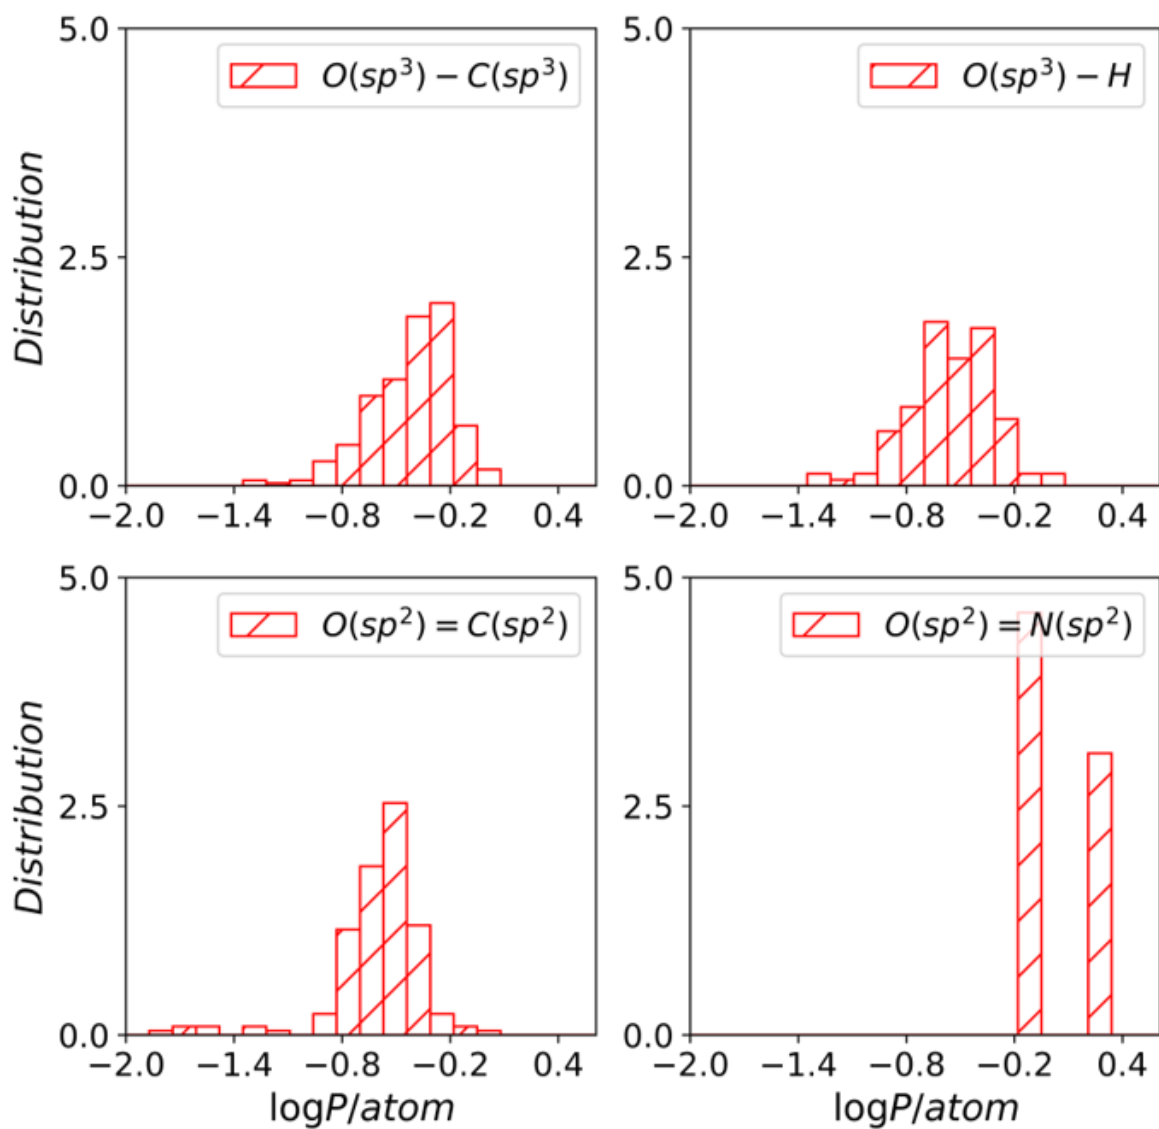 5.0
O(sp³) − C(sp³)
2.5
0.0
−2.0 −1.4 −0.8 −0.2 0.4
Distribution
O(sp³) − H
−2.0 −1.4 −0.8 −0.2 0.4
5.0
2.5
0.0
5.0
O(sp²) = C(sp²)
2.5
0.0
−2.0 −1.4 −0.8 −0.2 0.4
Distribution
logP/atom
5.0
O(sp²) = N(sp²)
2.5
0.0
−2.0 −1.4 −0.8 −0.2 0.4
logP/atom